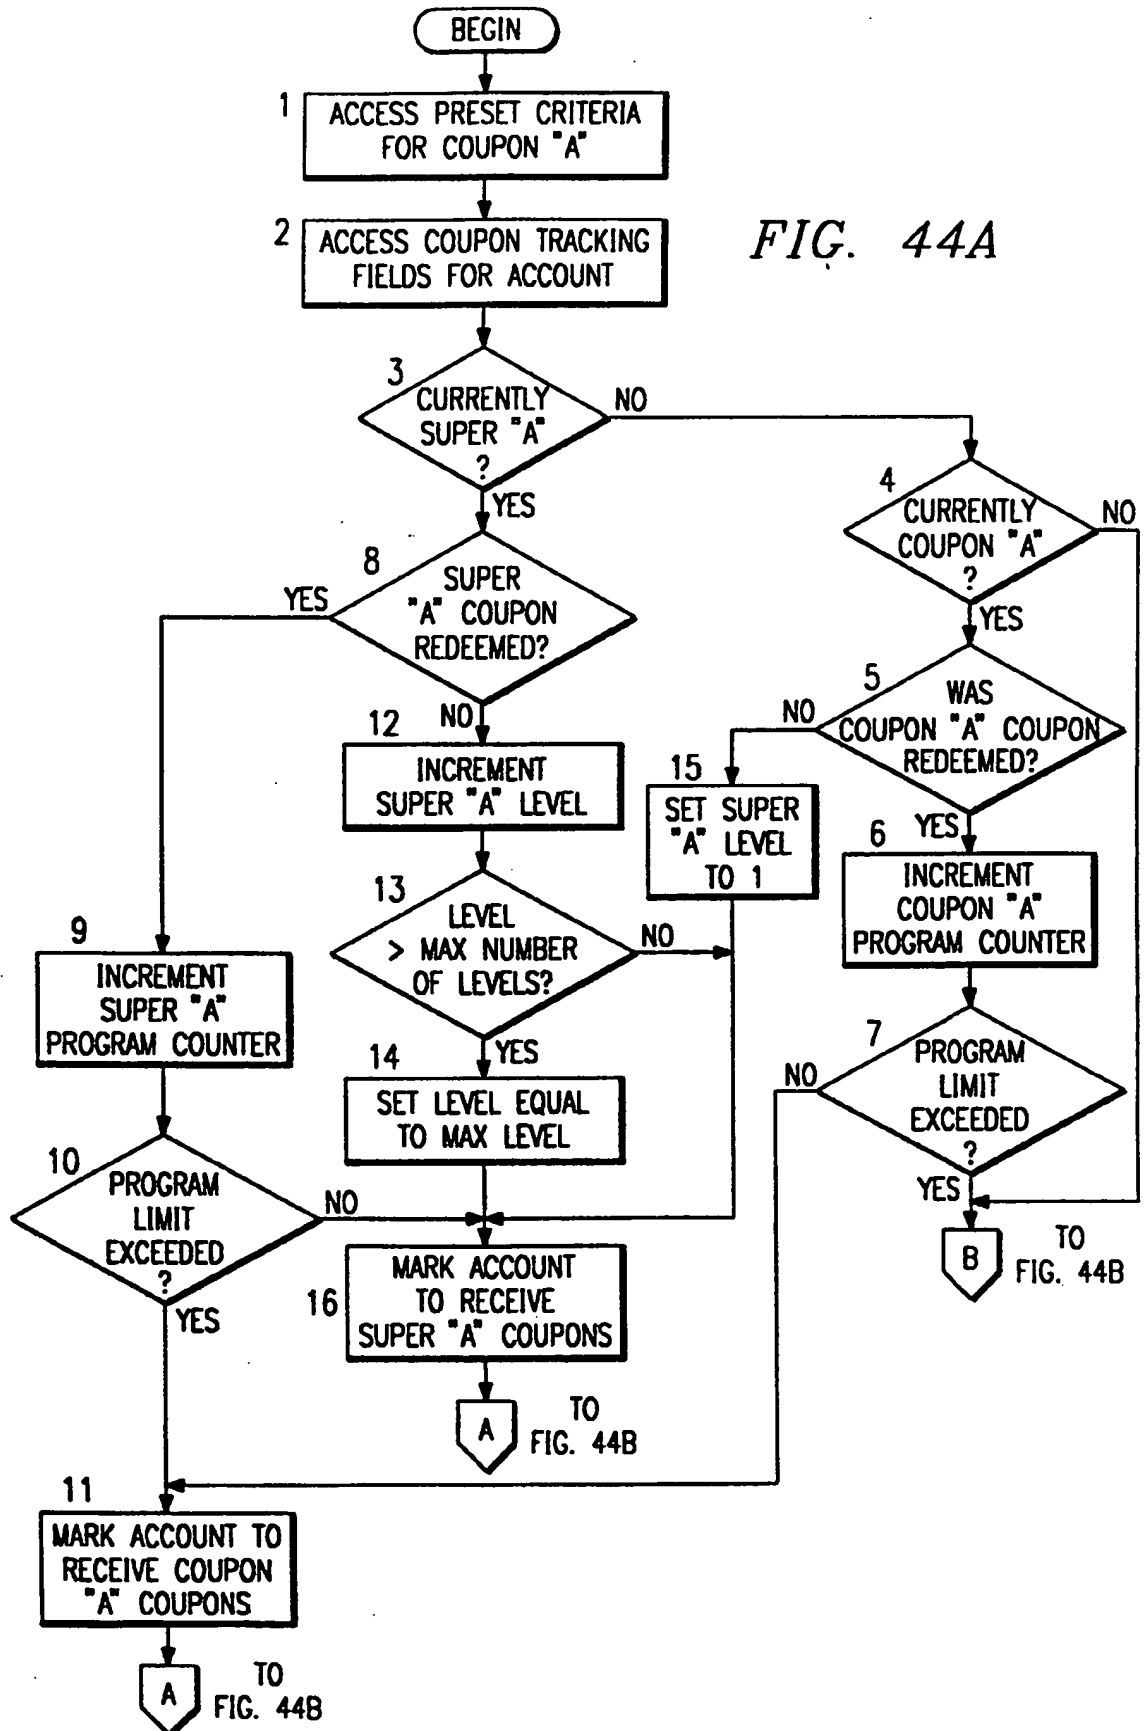 BEGIN
1
ACCESS PRESET CRITERIA
FOR COUPON "A"
2
ACCESS COUPON TRACKING
FIELDS FOR ACCOUNT
FIG. 44A
3
CURRENTLY
SUPER "A"
?
NO
YES
4
CURRENTLY
COUPON "A"
?
NO
YES
8
SUPER
"A" COUPON
REDEEMED?
YES
NO
5
WAS
COUPON "A" COUPON
REDEEMED?
NO
YES
12
INCREMENT
SUPER "A" LEVEL
15
SET SUPER
"A" LEVEL
TO 1
6
INCREMENT
COUPON "A"
PROGRAM COUNTER
13
LEVEL
> MAX NUMBER
OF LEVELS?
NO
YES
9
INCREMENT
SUPER "A"
PROGRAM COUNTER
7
PROGRAM
LIMIT
EXCEEDED
?
NO
YES
14
SET LEVEL EQUAL
TO MAX LEVEL
10
PROGRAM
LIMIT
EXCEEDED
?
NO
YES
B
TO
FIG. 44B
16
MARK ACCOUNT
TO RECEIVE
SUPER "A" COUPONS
A
TO
FIG. 44B
11
MARK ACCOUNT TO
RECEIVE COUPON
"A" COUPONS
A
TO
FIG. 44B